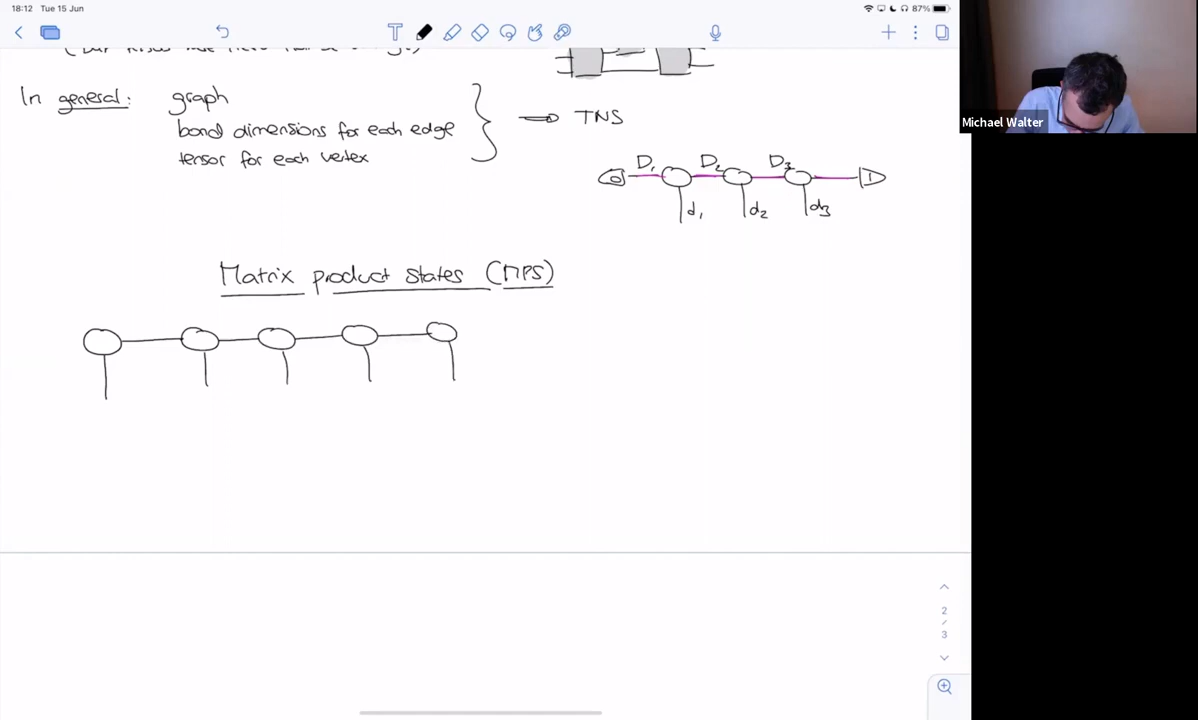 18:12 Tue 15 Jun
87%
In general: graph
bond dimensions for each edge
tensor for each vertex
TNS
D1 D2 D3
d1 d2 d3
Matrix product states (MPS)
Michael Walter
2
/
3